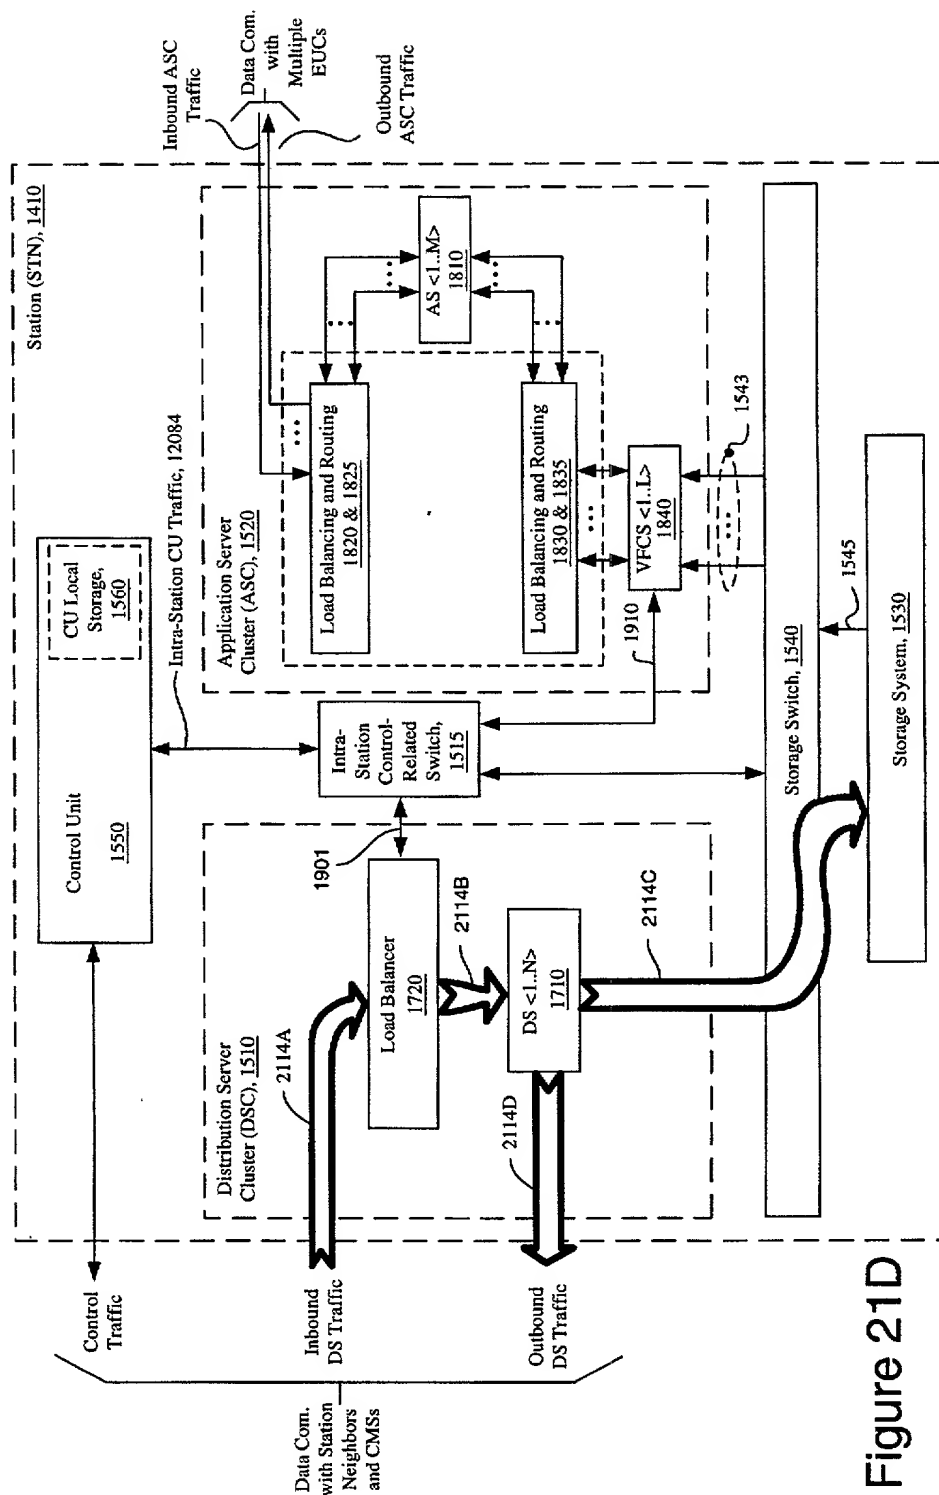 Data Com.
with Station
Neighbors
and CMSs
Control
Traffic
Inbound
DS Traffic
Outbound
DS Traffic
Station (STN), 1410
Control Unit
1550
CU Local
Storage,
1560
Intra-Station CU Traffic, 12084
Distribution Server
Cluster (DSC), 1510
2114A
Load Balancer
1720
1901
2114B
DS <1..N>
1710
2114C
2114D
Intra-
Station
Control-
Related
Switch,
1515
1910
Application Server
Cluster (ASC), 1520
Load Balancing and Routing
1820 & 1825
Load Balancing and Routing
1830 & 1835
AS <1..M>
1810
VFCS <1..L>
1840
1543
Storage Switch, 1540
1545
Storage System, 1530
Inbound ASC
Traffic
Data Com.
with
Multiple
EUCs
Outbound
ASC Traffic
Figure 21D